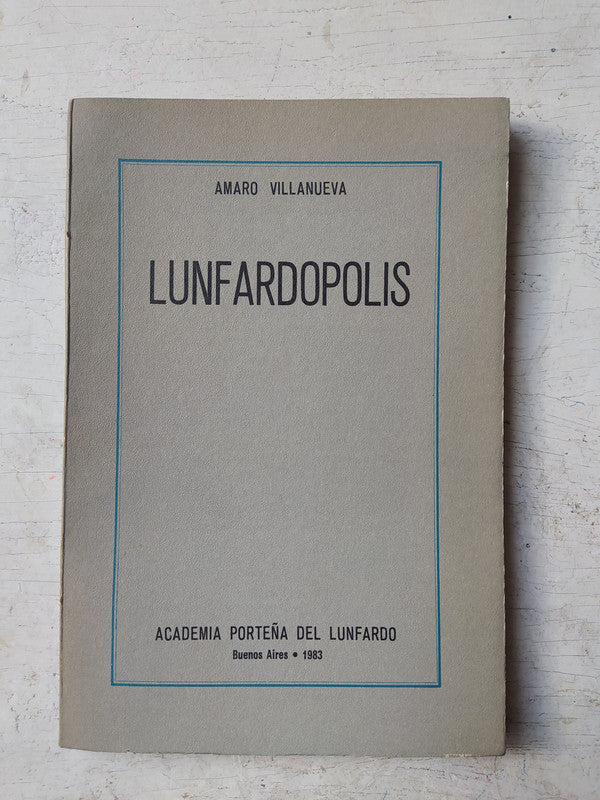 AMARO VILLANUEVA
LUNFARDOPOLIS
ACADEMIA PORTEÑA DEL LUNFARDO
Buenos Aires • 1983